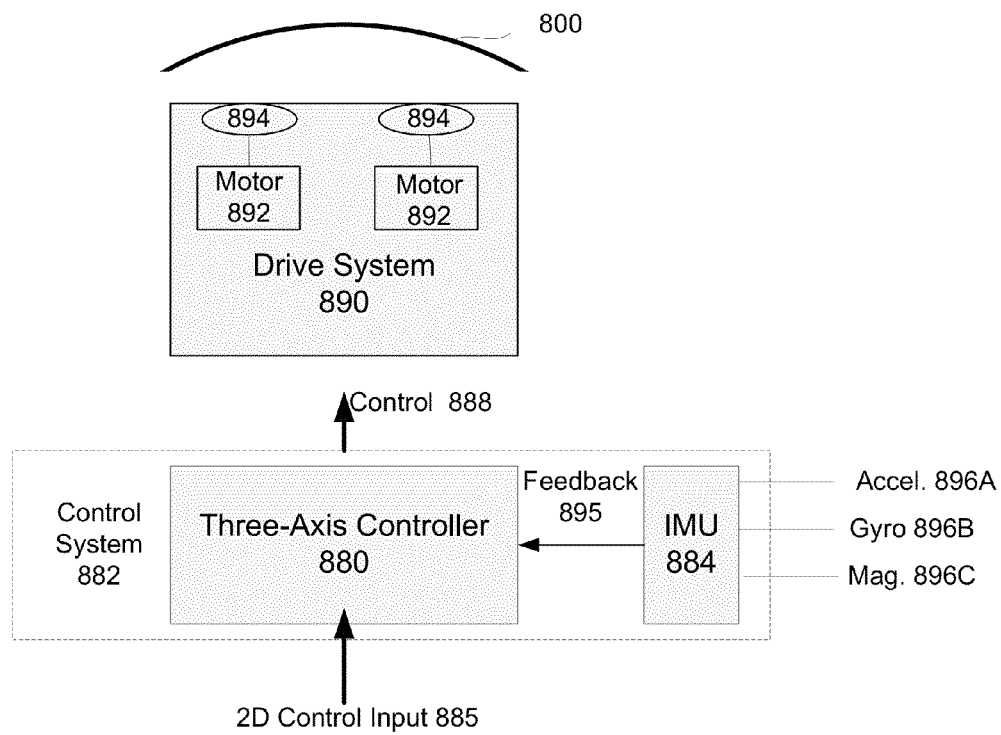 800
894 894
Motor Motor
892 892
Drive System
890
Control 888
Control
System
882
Three-Axis Controller
880
Feedback
895
IMU
884
Accel. 896A
Gyro 896B
Mag. 896C
2D Control Input 885